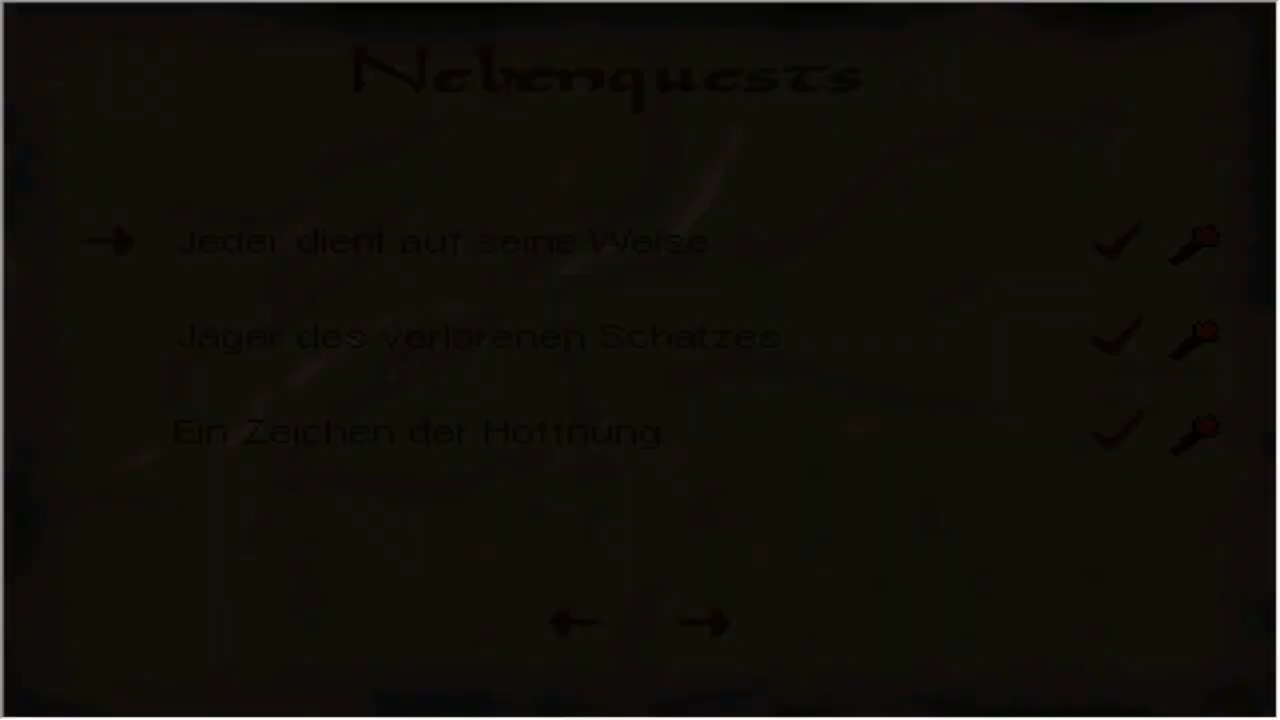 Nebenquests
Jeder dient auf seine Weise
Jäger des verlorenen Schatzes
Ein Zeichen der Hoffnung